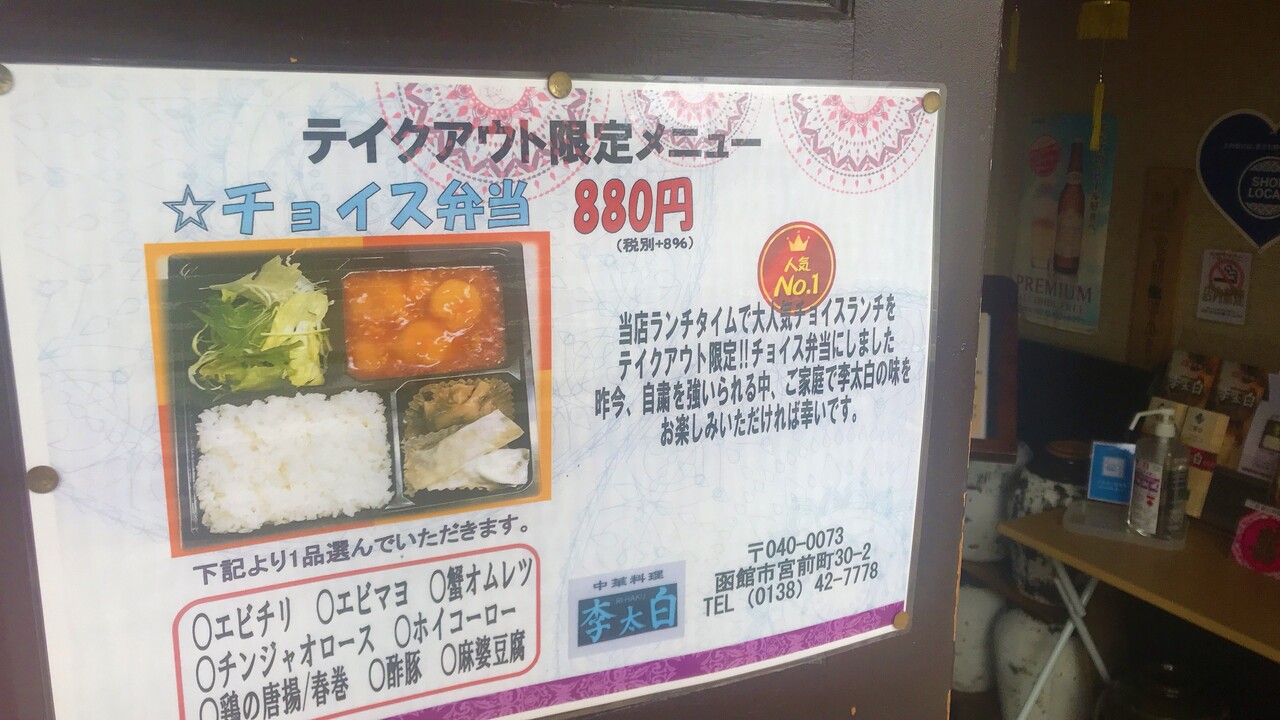 テイクアウト限定メニュー
☆チョイス弁当 880円
(税別+8%)
人気
No.1
当店ランチタイムで大人気チョイスランチを
テイクアウト限定!!チョイス弁当にしました
昨今、自粛を強いられる中、ご家庭で李太白の味を
お楽しみいただければ幸いです。
下記より1品選んでいただきます。
〇エビチリ 〇エビマヨ 〇蟹オムレツ
〇チンジャオロース 〇ホイコーロー
〇鶏の唐揚/春巻 〇酢豚 〇麻婆豆腐
中華料理
RI-HAKU
李太白
〒040-0073
函館市宮前町30-2
TEL (0138) 42-7778
PREMIUM
ALCOHOL FREE
SHO
LOCA
李太白